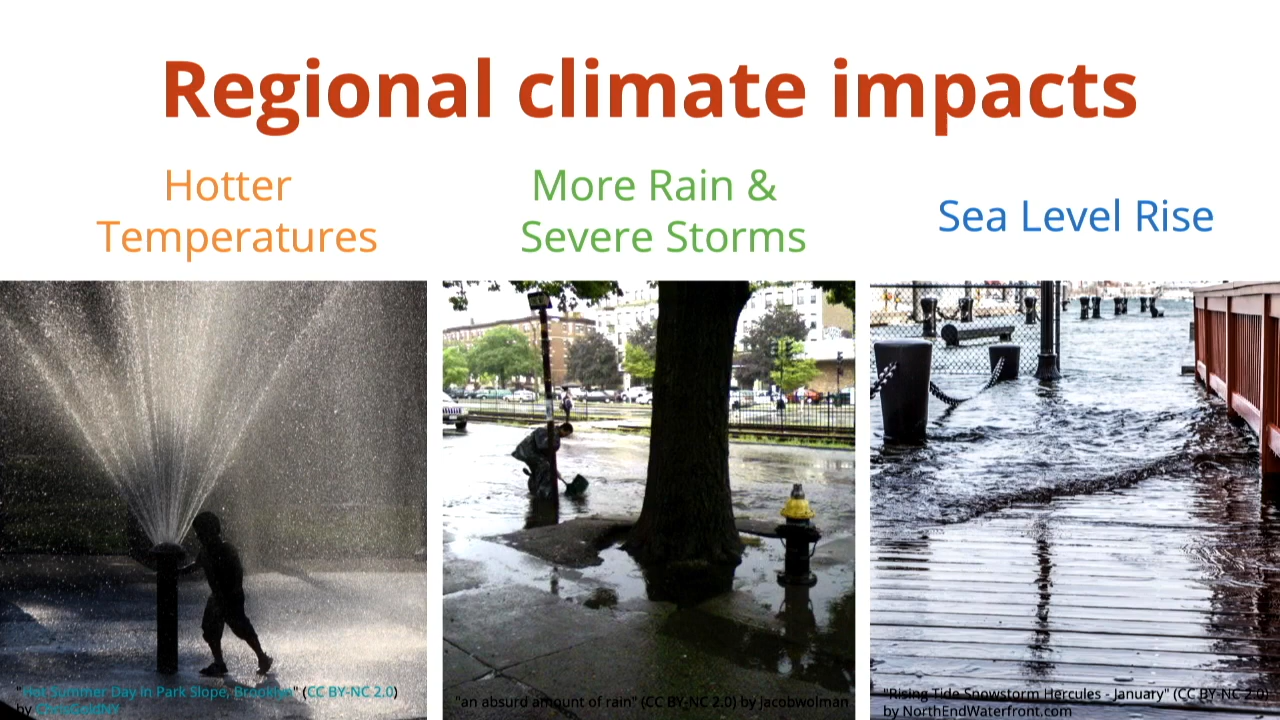 Regional climate impacts
Hotter
Temperatures
More Rain &
Severe Storms
Sea Level Rise
"Hot Summer Day in Park Slope, Brooklyn" (CC BY-NC 2.0)
by ChrisGoldNY
"an absurd amount of rain" (CC BY-NC 2.0) by jacobwolman
"Rising Tide Snowstorm Hercules - January" (CC BY-NC 2.0)
by NorthEndWaterfront.com